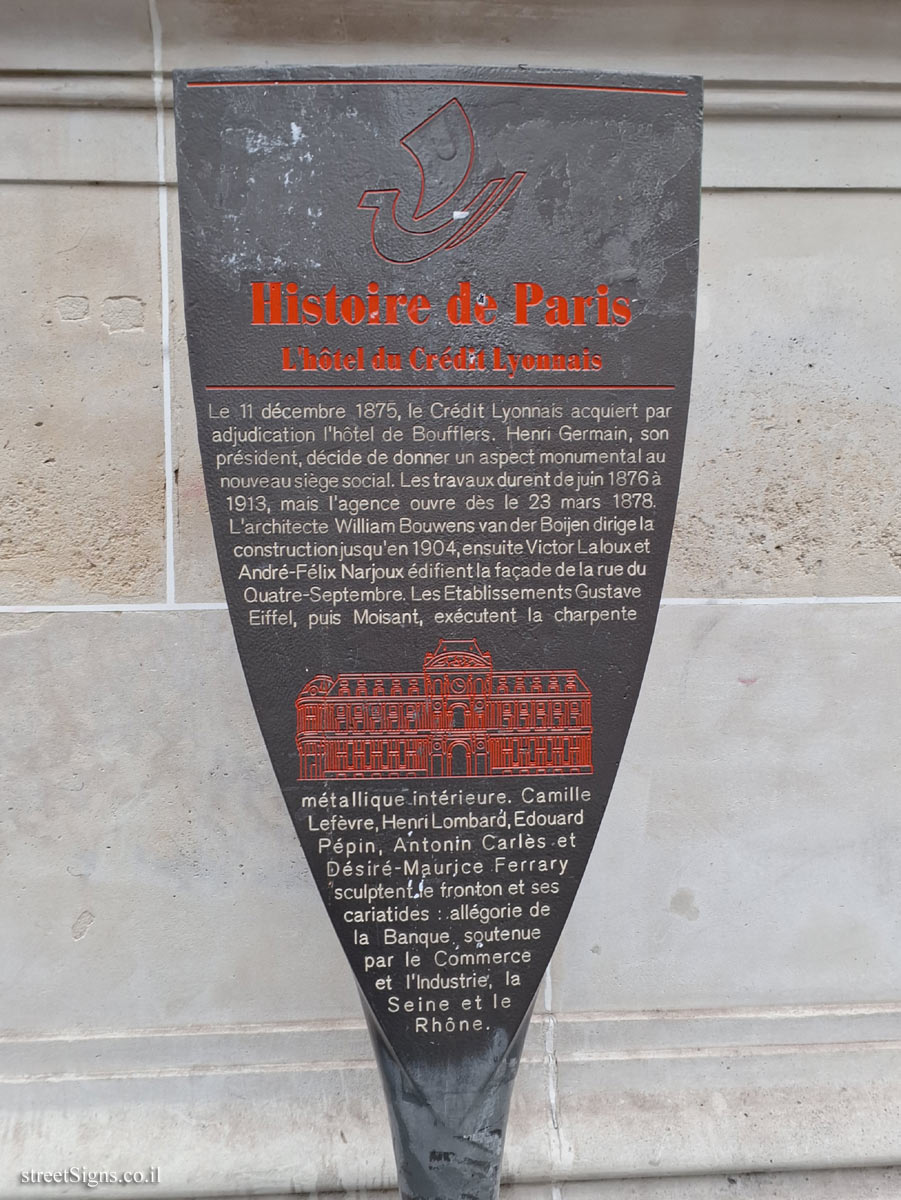 Histoire de Paris
L'hôtel du Crédit Lyonnais
Le 11 décembre 1875, le Crédit Lyonnais acquiert par
adjudication l'hôtel de Boufflers. Henri Germain, son
président, décide de donner un aspect monumental au
nouveau siège social. Les travaux durent de juin 1876 à
1913, mais l'agence ouvre dès le 23 mars 1878.
L'architecte William Bouwens van der Boijen dirige la
construction jusqu'en 1904, ensuite Victor Laloux et
André-Félix Narjoux édifient la façade de la rue du
Quatre-Septembre. Les Etablissements Gustave
Eiffel, puis Moisant, exécutent la charpente
métallique intérieure. Camille
Lefèvre, Henri Lombard, Edouard
Pépin, Antonin Carlès et
Désiré-Maurice Ferrary
sculptent le fronton et ses
cariatides : allégorie de
la Banque soutenue
par le Commerce
et l'Industrie, la
Seine et le
Rhône.
streetSigns.co.il